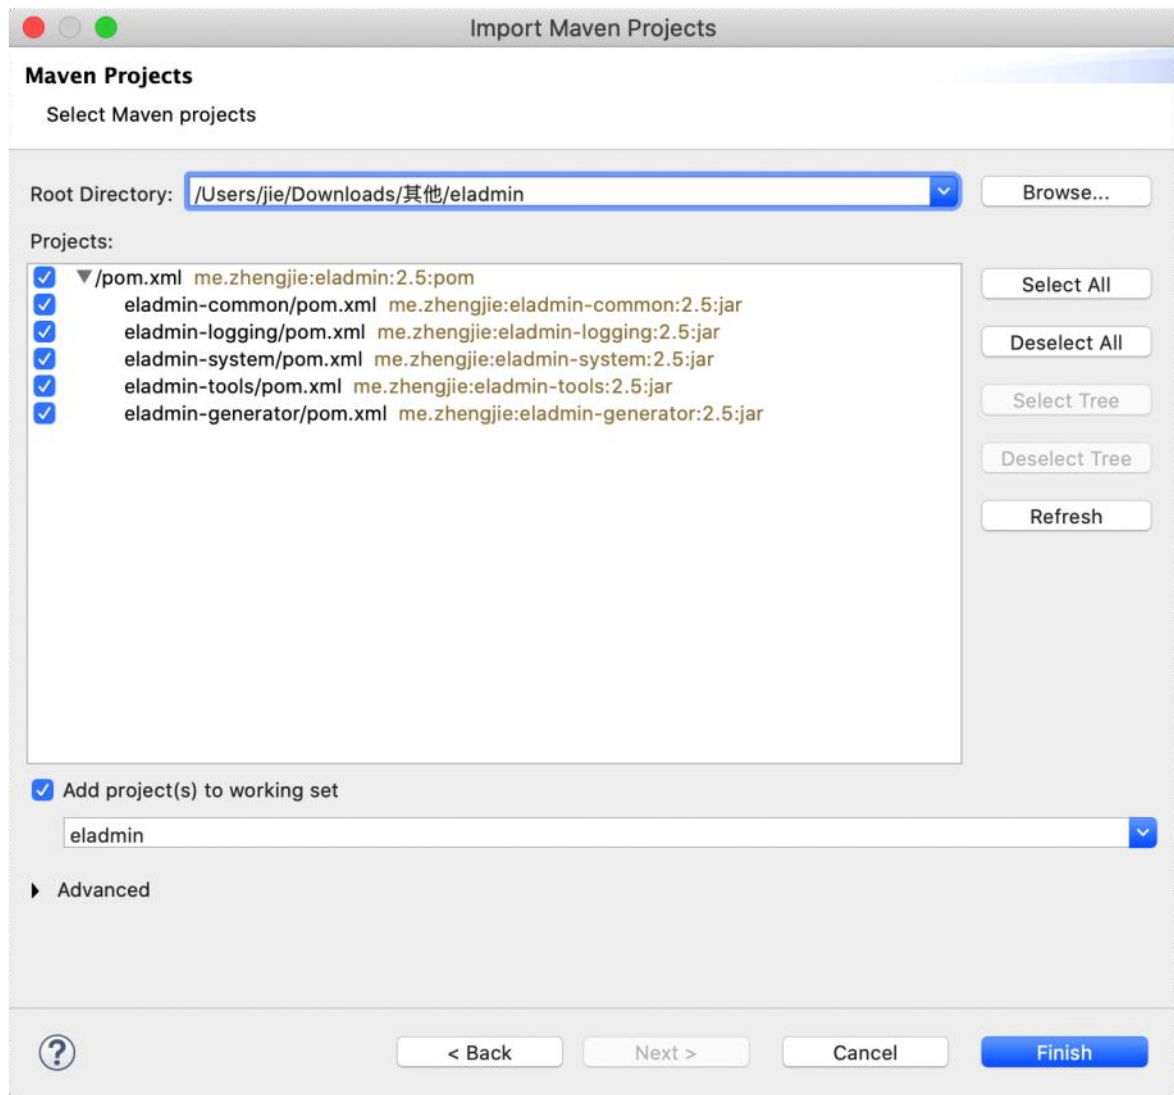 Import Maven Projects
Maven Projects
Select Maven projects
Root Directory: /Users/jie/Downloads/其他/eladmin Browse...
Projects:
/pom.xml me.zhengjie:eladmin:2.5:pom
eladmin-common/pom.xml me.zhengjie:eladmin-common:2.5:jar
eladmin-logging/pom.xml me.zhengjie:eladmin-logging:2.5:jar
eladmin-system/pom.xml me.zhengjie:eladmin-system:2.5:jar
eladmin-tools/pom.xml me.zhengjie:eladmin-tools:2.5:jar
eladmin-generator/pom.xml me.zhengjie:eladmin-generator:2.5:jar
Select All
Deselect All
Select Tree
Deselect Tree
Refresh
Add project(s) to working set
eladmin
Advanced
? < Back Next > Cancel Finish